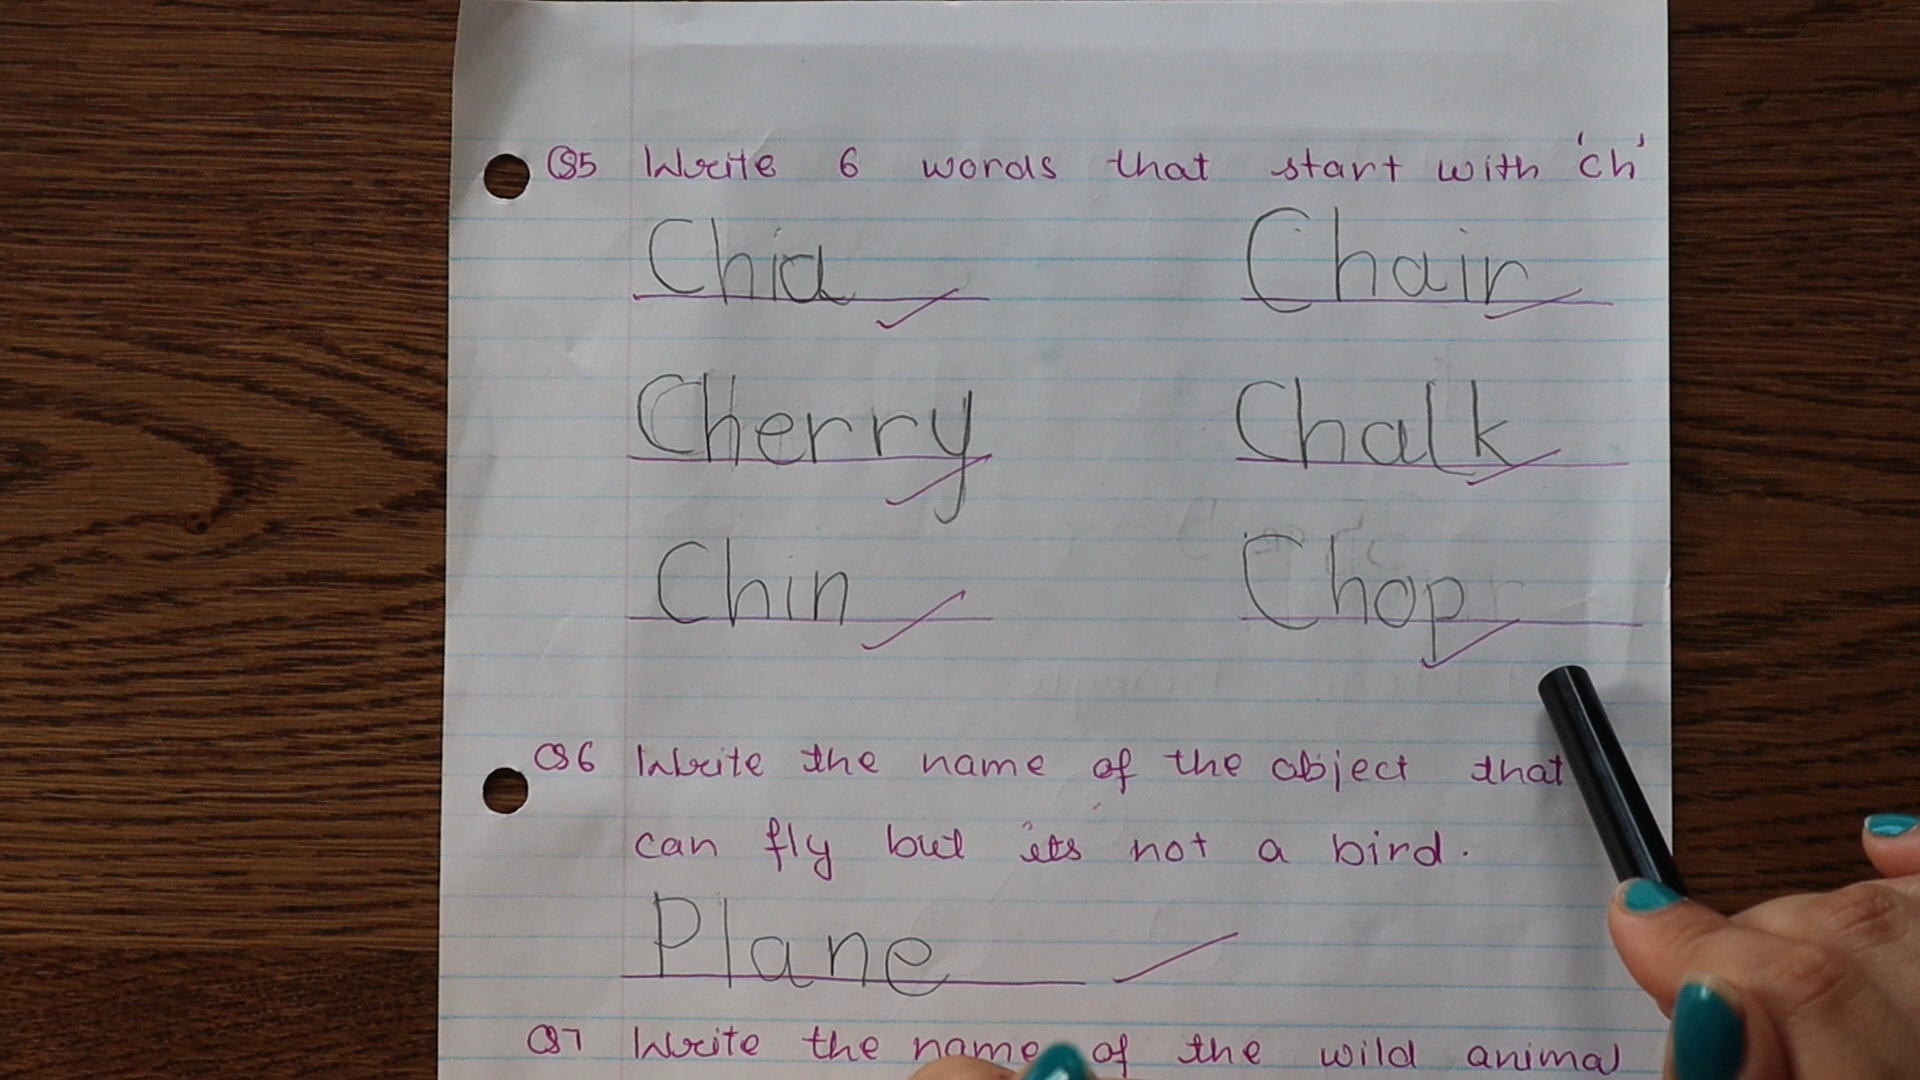 Q5 Write 6 words that start with 'ch'
Chia Chair
Cherry Chalk
Chin Chop
Q6 Write the name of the object that
can fly but its not a bird.
Plane
Q7 Write the name of the wild animal